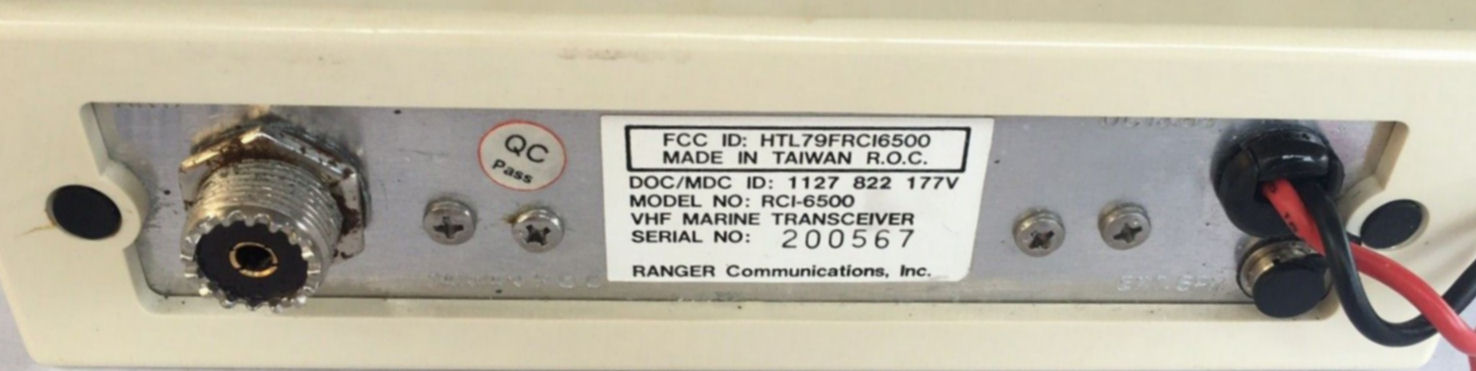 QC
Pass
FCC ID: HTL79FRCI6500
MADE IN TAIWAN R.O.C.
DOC/MDC ID: 1127 822 177V
MODEL NO: RCI-6500
VHF MARINE TRANSCEIVER
SERIAL NO: 200567
RANGER Communications, Inc.